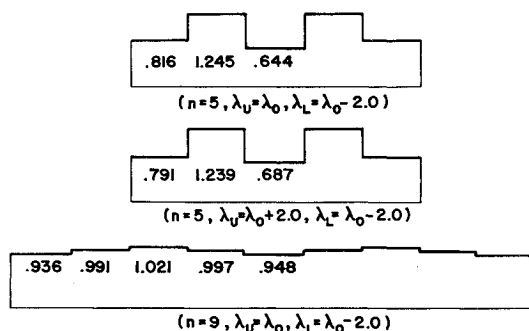 .816 1.245 .644
(n=5, λU=λ0, λL=λ0-2.0)
.791 1.239 .687
(n=5, λU=λ0+2.0, λL=λ0-2.0)
.936 .991 1.021 .997 .948
(n=9, λU=λ0, λL=λ0-2.0)